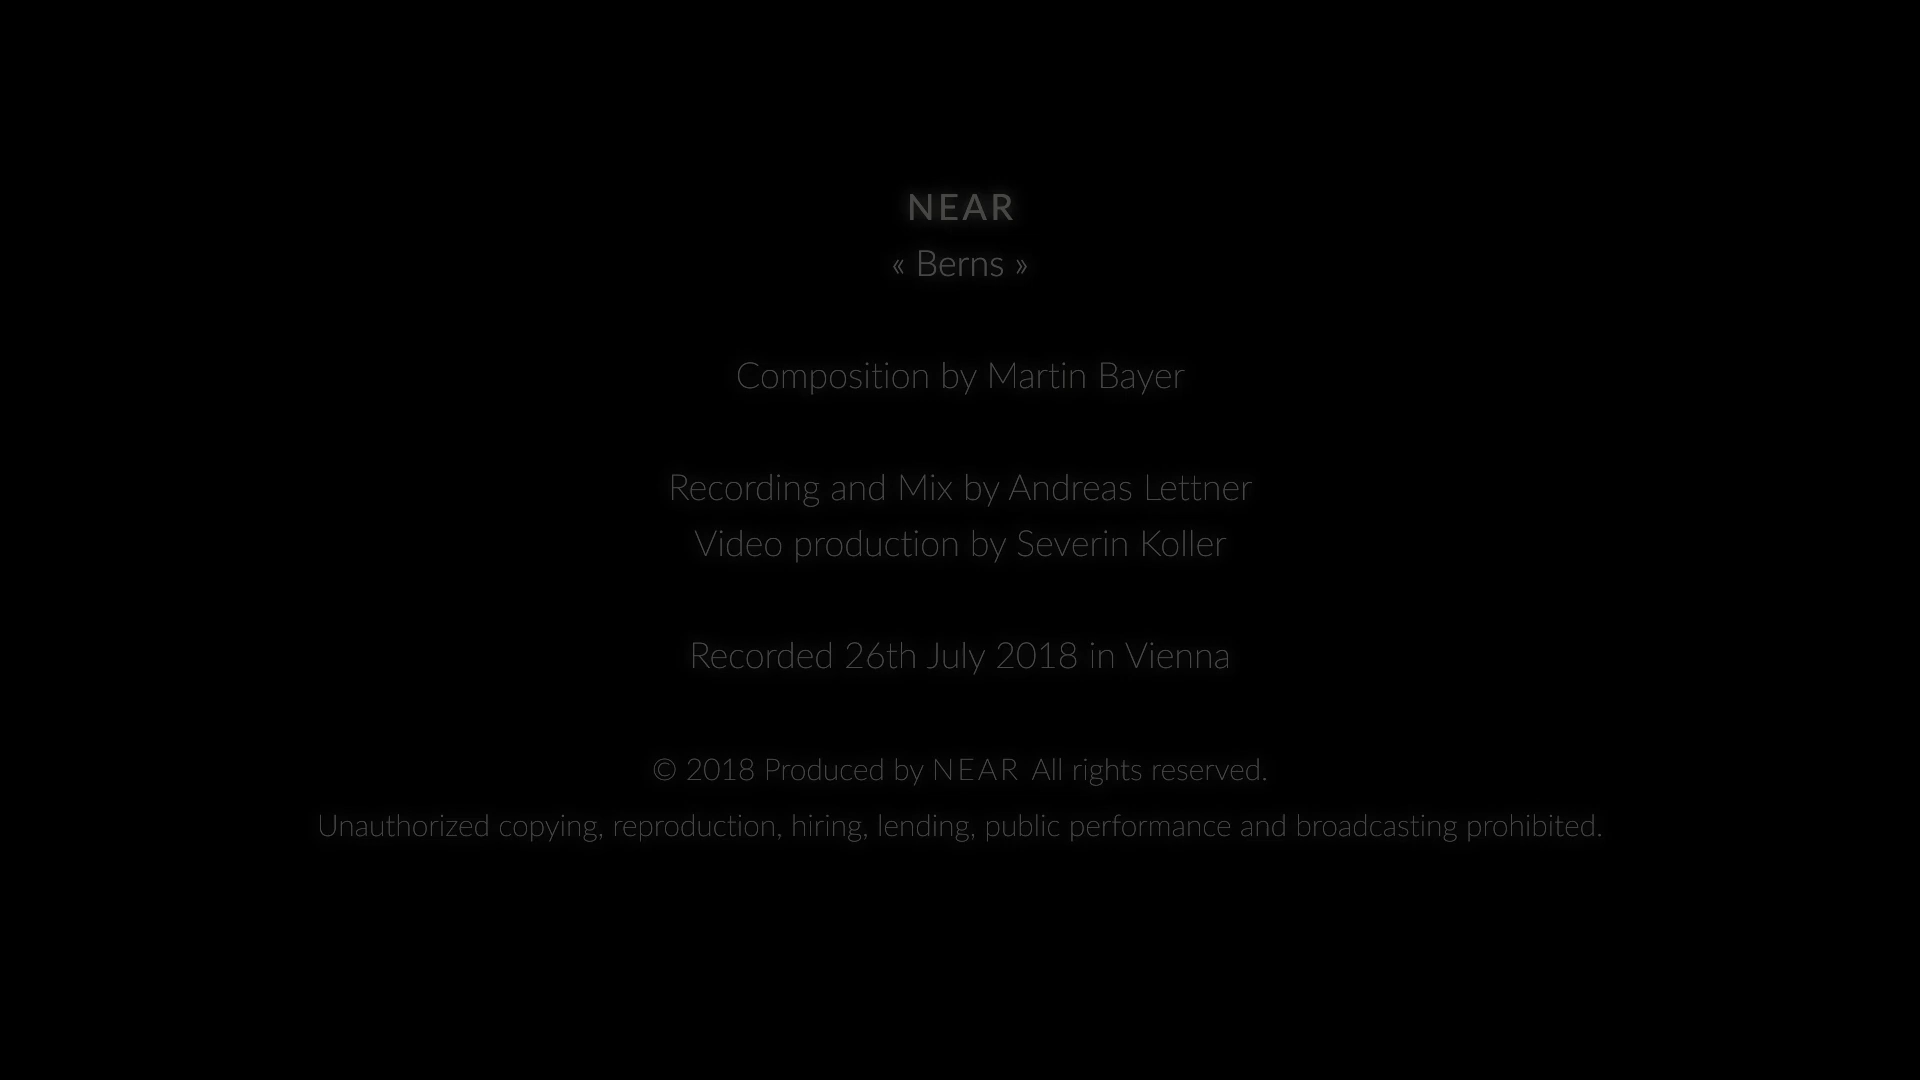 NEAR
« Berns »
Composition by Martin Bayer
Recording and Mix by Andreas Lettner
Video production by Severin Koller
Recorded 26th July 2018 in Vienna
© 2018 Produced by NEAR All rights reserved.
Unauthorized copying, reproduction, hiring, lending, public performance and broadcasting prohibited.